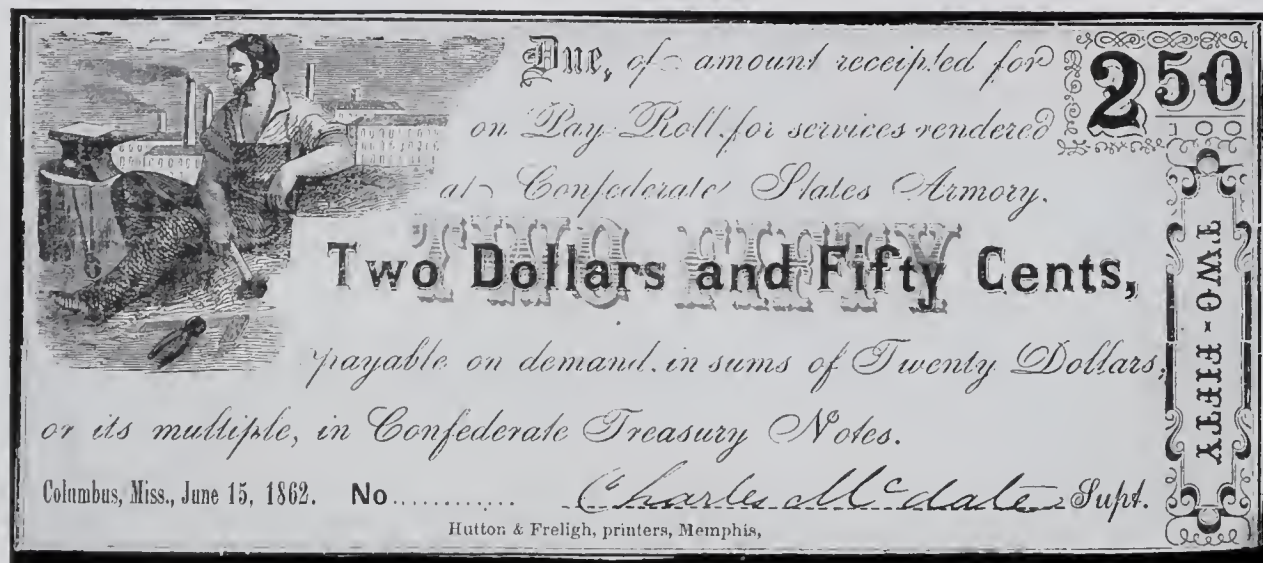 Due, of amount receipted for
2 50
100
on Pay Roll for services rendered
at Confederate States Armory.
TWO FIFTY
Two Dollars and Fifty Cents,
payable on demand in sums of Twenty Dollars,
or its multiple, in Confederate Treasury Notes.
Columbus, Miss., June 15, 1862. No............ Charles Supt.
Hutton & Freligh, printers, Memphis,
TWO-FIFTY